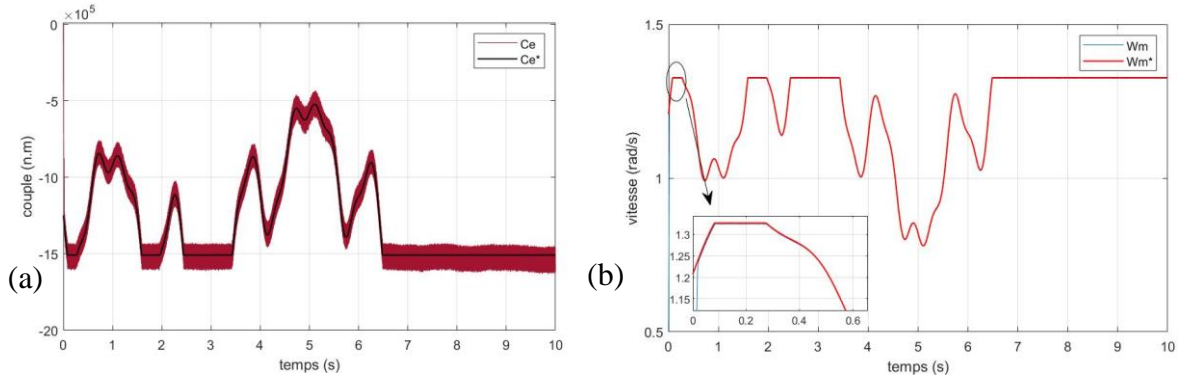 ×10⁵
0
-5
-10
-15
-20
couple (n.m)
0 1 2 3 4 5 6 7 8 9 10
temps (s)
Ce
Ce*
(a)
1.5
1
0.5
vitesse (rad/s)
0 1 2 3 4 5 6 7 8 9 10
temps (s)
Wm
Wm*
1.3
1.25
1.2
1.15
0 0.2 0.4 0.6
(b)